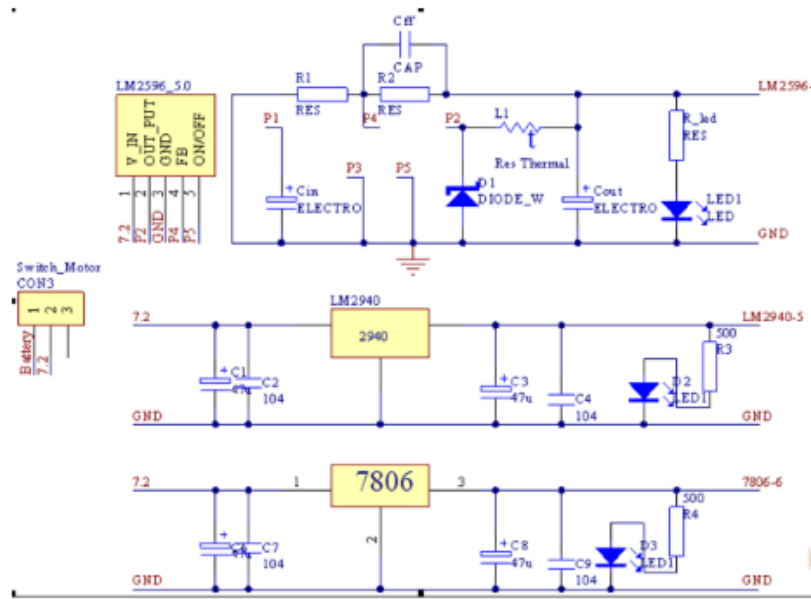 Cff
CAP
LM2596_5.0
R1
RES
R2
RES
LM2596-
V_IN
OUT_PUT
GND
FB
ON/OFF
1
2
3
4
5
7.2
P2
GND
P4
P5
P1
P4
P2
L1
t
Res Thermal
R_led
RES
P3
P5
Cin
ELECTRO
D1
DIODE_W
Cout
ELECTRO
LED1
LED
GND
Switch_Motor
CON3
1
2
3
Battery
7.2
7.2
LM2940
2940
LM2940-5
500
R3
C1
47u
C2
104
C3
47u
C4
104
D2
LED1
GND
GND
7.2
1
7806
3
2
7806-6
500
R4
47u
C7
104
C8
47u
C9
104
D3
LED1
GND
GND